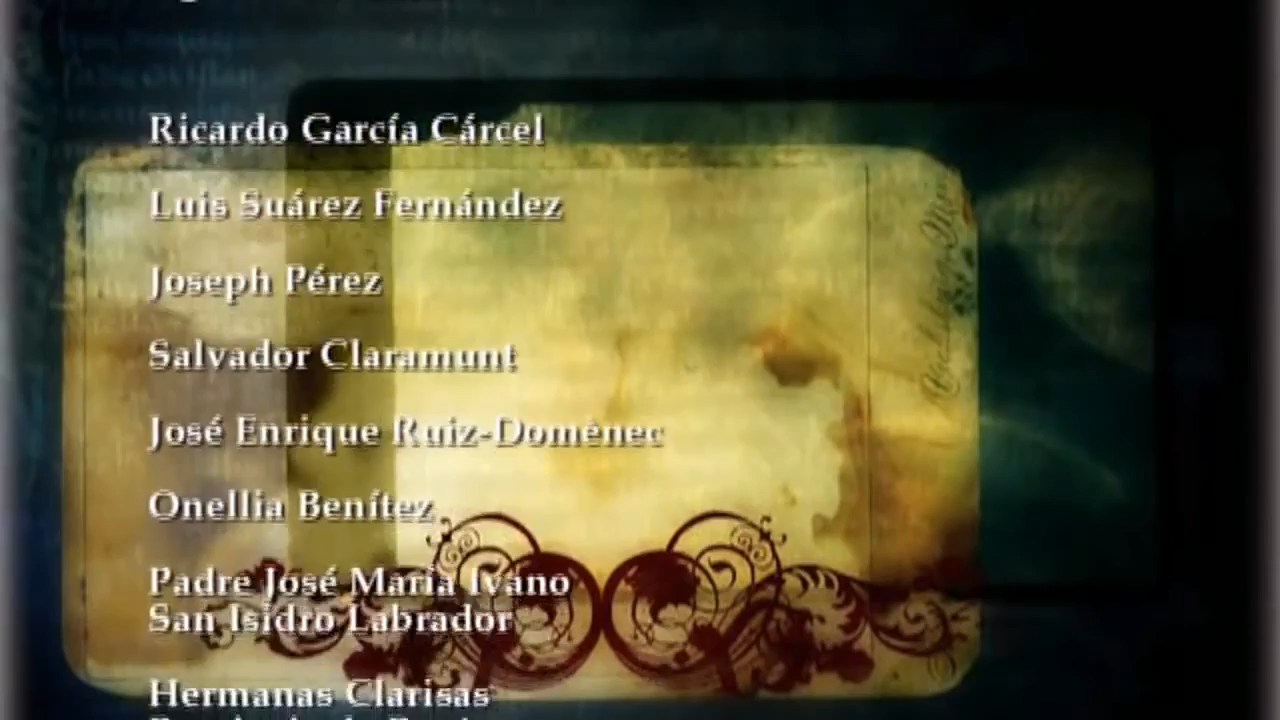 Ricardo García Cárcel
Luis Suárez Fernández
Joseph Pérez
Salvador Claramunt
José Enrique Ruiz-Domènec
Onellia Benítez
Padre José María Ivano
San Isidro Labrador
Hermanas Clarisas